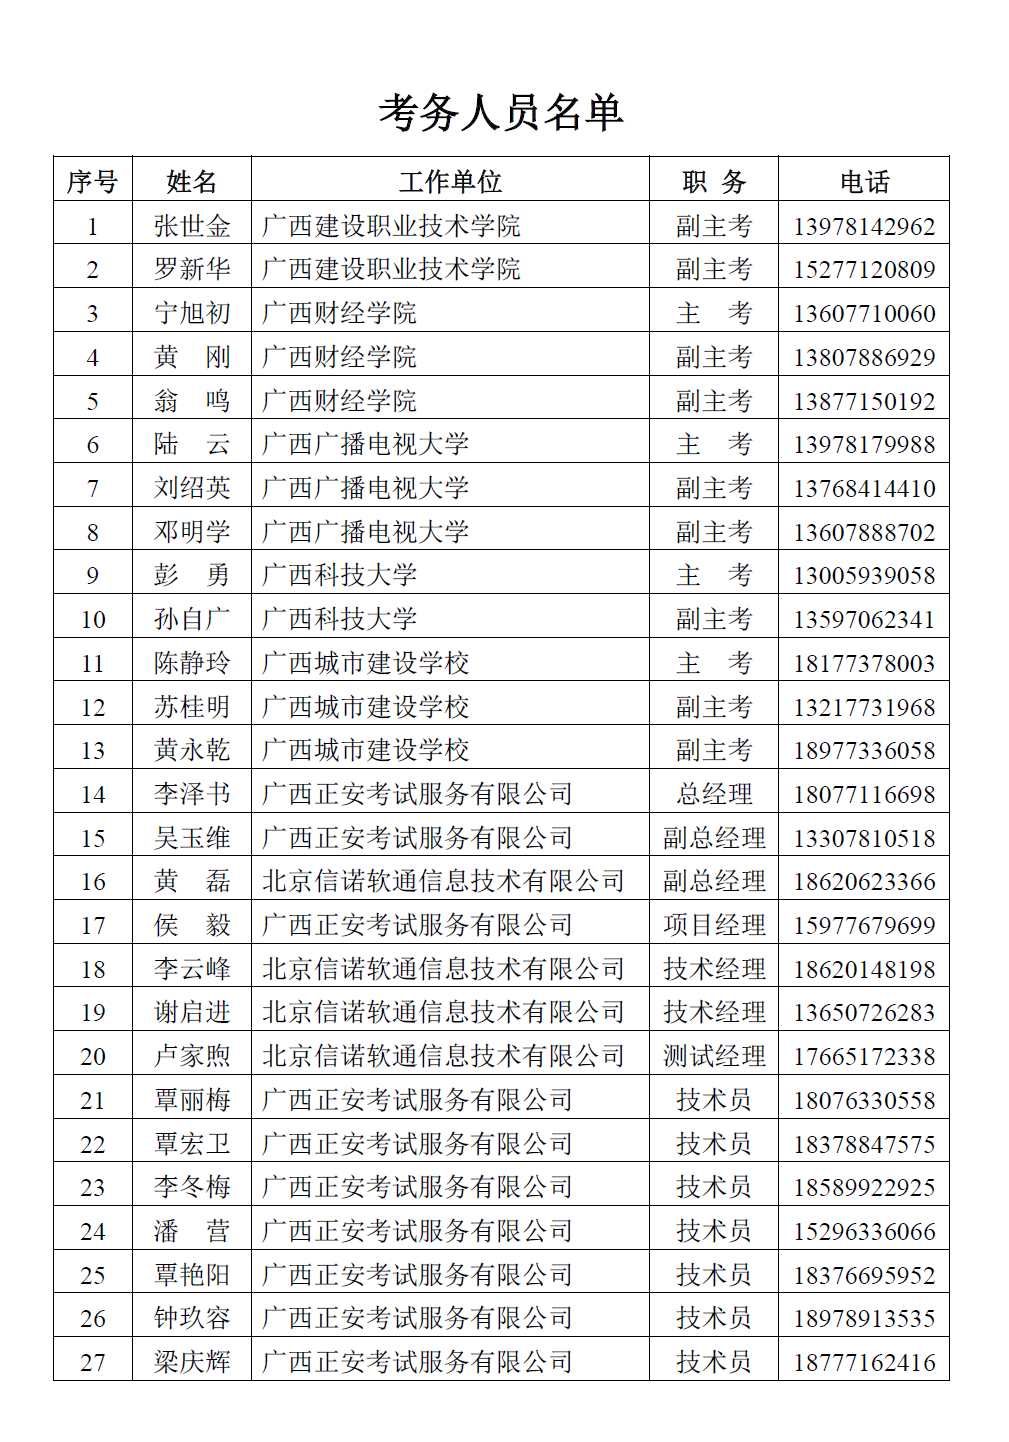 考务人员名单
序号 姓名 工作单位 职 务 电话
1 张世金 广西建设职业技术学院 副主考 13978142962
2 罗新华 广西建设职业技术学院 副主考 15277120809
3 宁旭初 广西财经学院 主 考 13607710060
4 黄 刚 广西财经学院 副主考 13807886929
5 翁 鸣 广西财经学院 副主考 13877150192
6 陆 云 广西广播电视大学 主 考 13978179988
7 刘绍英 广西广播电视大学 副主考 13768414410
8 邓明学 广西广播电视大学 副主考 13607888702
9 彭 勇 广西科技大学 主 考 13005939058
10 孙自广 广西科技大学 副主考 13597062341
11 陈静玲 广西城市建设学校 主 考 18177378003
12 苏桂明 广西城市建设学校 副主考 13217731968
13 黄永乾 广西城市建设学校 副主考 18977336058
14 李泽书 广西正安考试服务有限公司 总经理 18077116698
15 吴玉维 广西正安考试服务有限公司 副总经理 13307810518
16 黄 磊 北京信诺软通信息技术有限公司 副总经理 18620623366
17 侯 毅 广西正安考试服务有限公司 项目经理 15977679699
18 李云峰 北京信诺软通信息技术有限公司 技术经理 18620148198
19 谢启进 北京信诺软通信息技术有限公司 技术经理 13650726283
20 卢家煦 北京信诺软通信息技术有限公司 测试经理 17665172338
21 覃丽梅 广西正安考试服务有限公司 技术员 18076330558
22 覃宏卫 广西正安考试服务有限公司 技术员 18378847575
23 李冬梅 广西正安考试服务有限公司 技术员 18589922925
24 潘 营 广西正安考试服务有限公司 技术员 15296336066
25 覃艳阳 广西正安考试服务有限公司 技术员 18376695952
26 钟玖容 广西正安考试服务有限公司 技术员 18978913535
27 梁庆辉 广西正安考试服务有限公司 技术员 18777162416